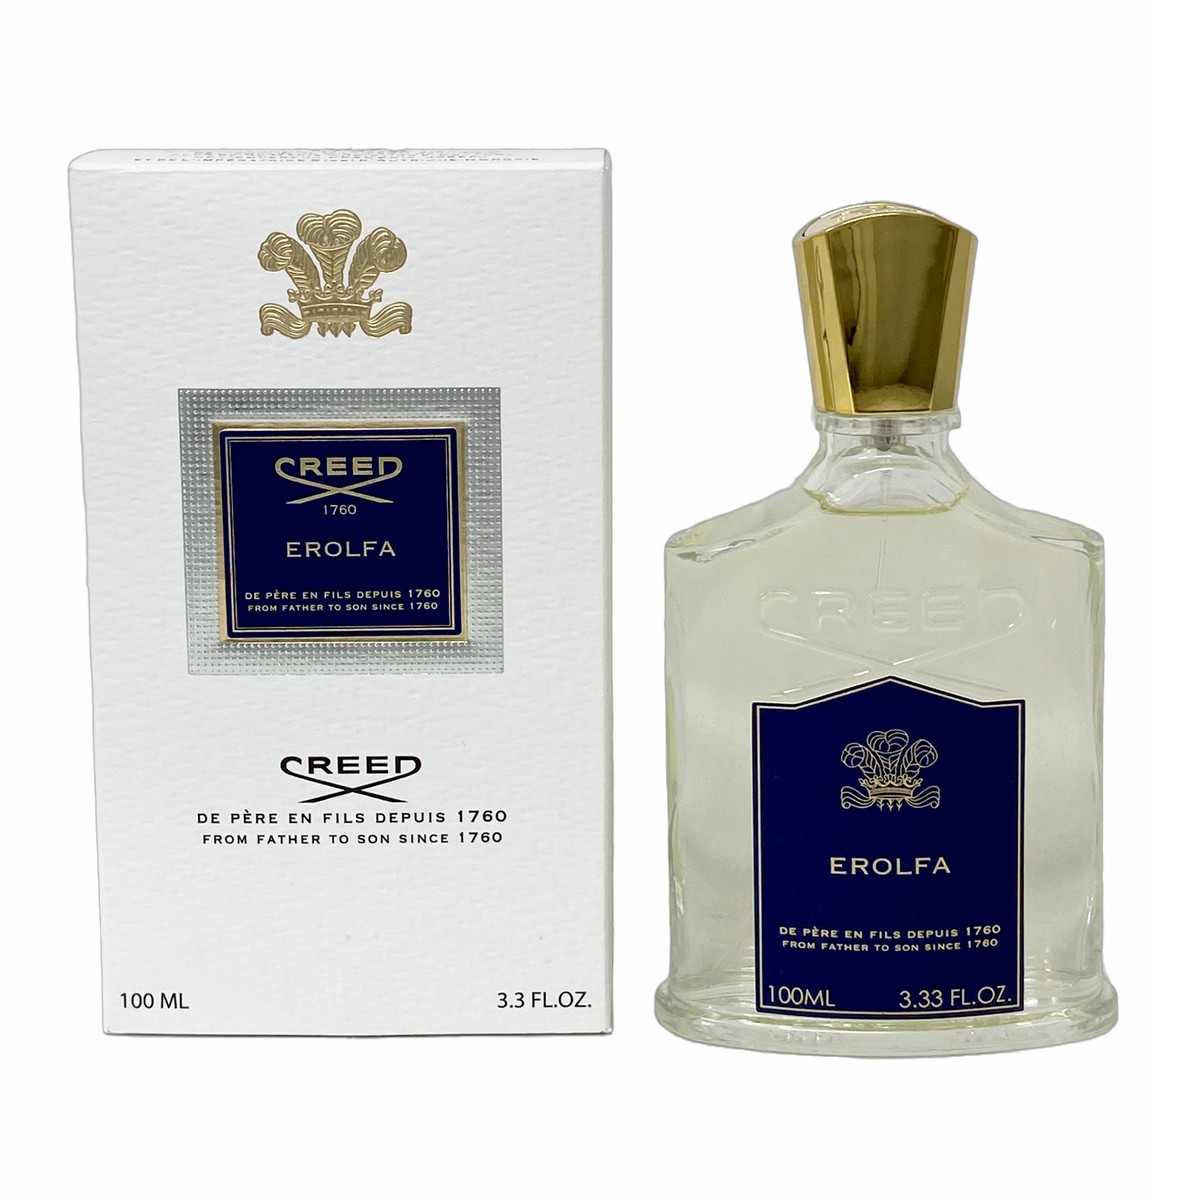 CREED
1760
EROLFA
DE PÈRE EN FILS DEPUIS 1760
FROM FATHER TO SON SINCE 1760
CREED
DE PÈRE EN FILS DEPUIS 1760
FROM FATHER TO SON SINCE 1760
100 ML 3.3 FL.OZ.
CREED
EROLFA
DE PÈRE EN FILS DEPUIS 1760
FROM FATHER TO SON SINCE 1760
100ML 3.33 FL.OZ.